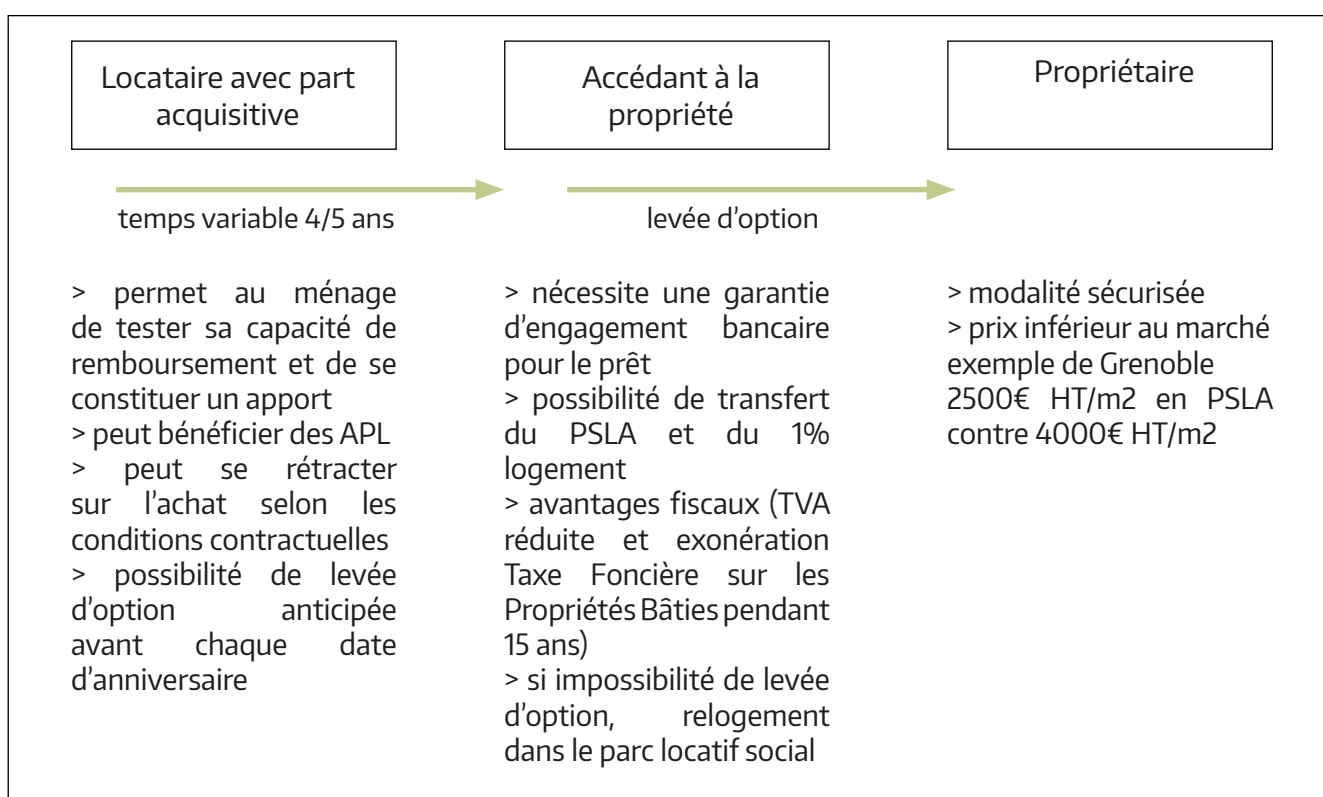 Locataire avec part
acquisitive
Accédant à la
propriété
Propriétaire
temps variable 4/5 ans
levée d’option
> permet au ménage
de tester sa capacité de
remboursement et de se
constituer un apport
> peut bénéficier des APL
> peut se rétracter
sur l’achat selon les
conditions contractuelles
> possibilité de levée
d’option anticipée
avant chaque date
d’anniversaire
> nécessite une garantie
d’engagement bancaire
pour le prêt
> possibilité de transfert
du PSLA et du 1%
logement
> avantages fiscaux (TVA
réduite et exonération
Taxe Foncière sur les
Propriétés Bâties pendant
15 ans)
> si impossibilité de levée
d’option, relogement
dans le parc locatif social
> modalité sécurisée
> prix inférieur au marché
exemple de Grenoble
2500€ HT/m2 en PSLA
contre 4000€ HT/m2